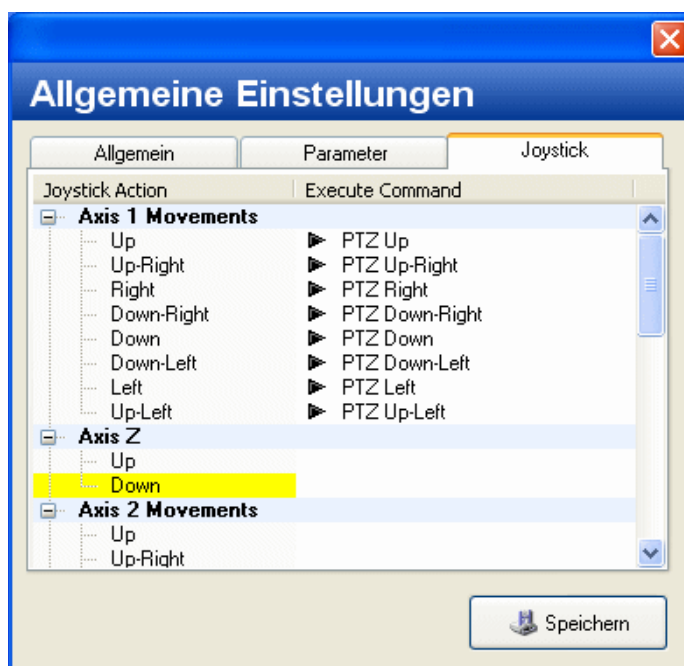 Allgemeine Einstellungen
Allgemein Parameter Joystick
Joystick Action Execute Command
Axis 1 Movements
Up PTZ Up
Up-Right PTZ Up-Right
Right PTZ Right
Down-Right PTZ Down-Right
Down PTZ Down
Down-Left PTZ Down-Left
Left PTZ Left
Up-Left PTZ Up-Left
Axis Z
Up
Down
Axis 2 Movements
Up
Up-Right
Speichern